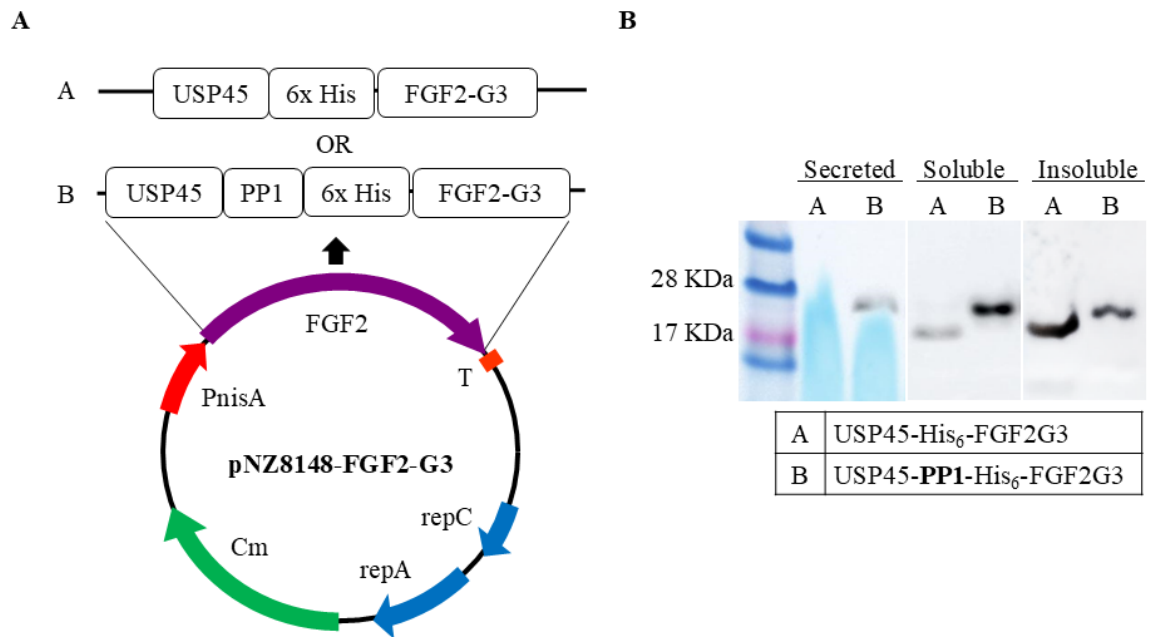 A
A
USP45
6x His
FGF2-G3
OR
B
USP45
PP1
6x His
FGF2-G3
FGF2
T
PnisA
pNZ8148-FGF2-G3
repC
repA
Cm
B
Secreted Soluble Insoluble
A B A B A B
28 KDa
17 KDa
A USP45-His₆-FGF2G3
B USP45-PP1-His₆-FGF2G3